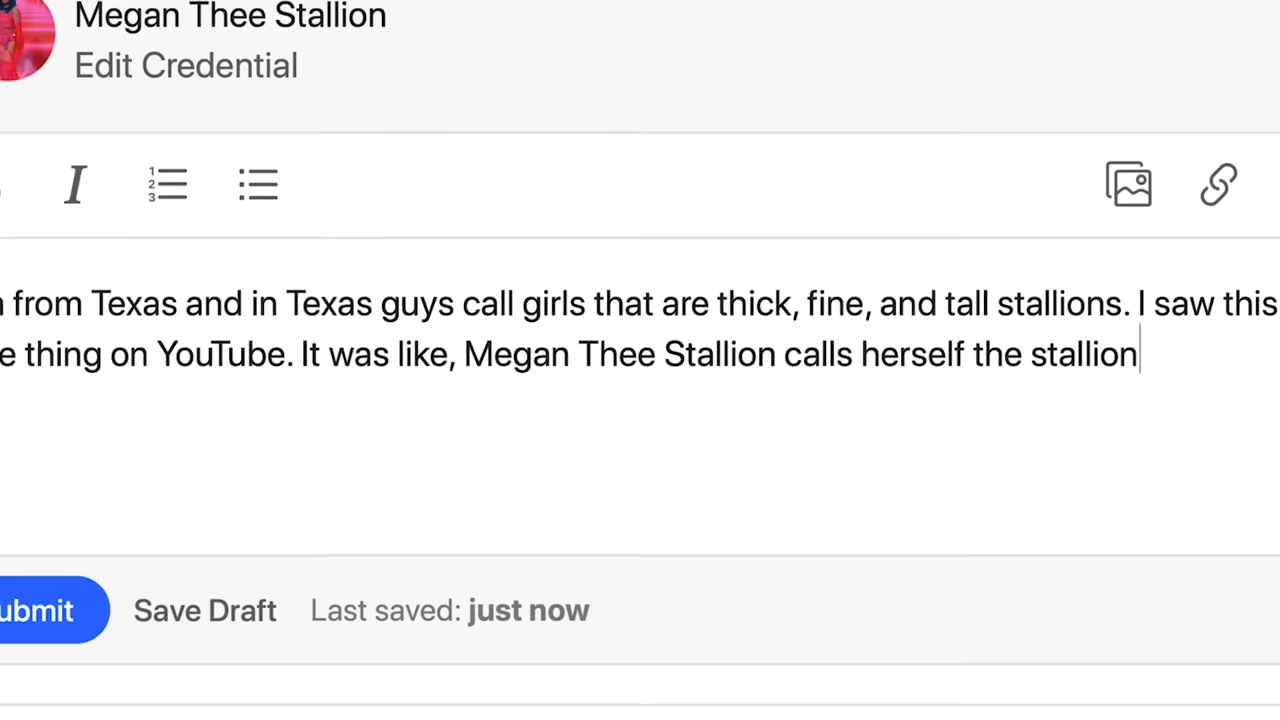 Megan Thee Stallion
Edit Credential
from Texas and in Texas guys call girls that are thick, fine, and tall stallions. I saw this
thing on YouTube. It was like, Megan Thee Stallion calls herself the stallion
Save Draft Last saved: just now